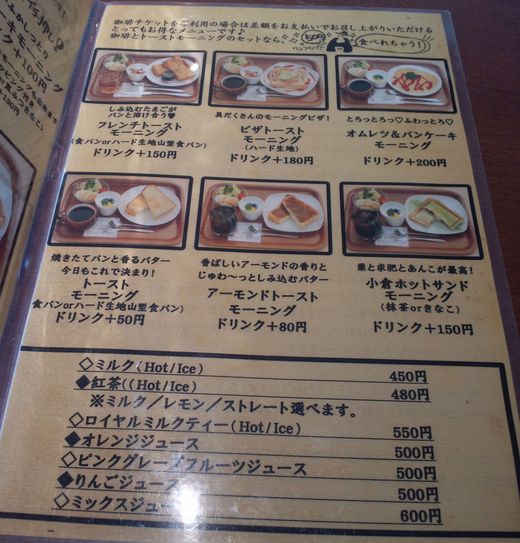 珈琲チケットをご利用の場合は差額をお支払いでお召し上がりいただける
とってもお得なメニューです♪
珈琲とトーストモーニングのセットなら、
食べれちゃう!
しみ込むたまごが
パンと溶け合う♥
フレンチトースト
モーニング
(食パンorハード生地山型食パン)
ドリンク+150円
具だくさんのモーニングピザ!
ピザトースト
モーニング
(ハード生地)
ドリンク+180円
とろっとろっ♡ふわっとろ♡
オムレツ&パンケーキ
モーニング
ドリンク+200円
焼きたてパンと香るバター
今日もこれで決まり!
トースト
モーニング
食パンorハード生地山型食パン)
ドリンク+50円
香ばしいアーモンドの香りと
じゅわ〜っとしみ込むバター
アーモンドトースト
モーニング
ドリンク+80円
栗と求肥とあんこが最高!
小倉ホットサンド
モーニング
(抹茶orきなこ)
ドリンク+150円
◇ミルク(Hot/Ice) 450円
◆紅茶((Hot/Ice) 480円
※ミルク/レモン/ストレート選べます。
◇ロイヤルミルクティー(Hot/Ice) 550円
◆オレンジジュース 500円
◇ピンクグレープフルーツジュース 500円
◆りんごジュース 500円
◇ミックスジュー 600円